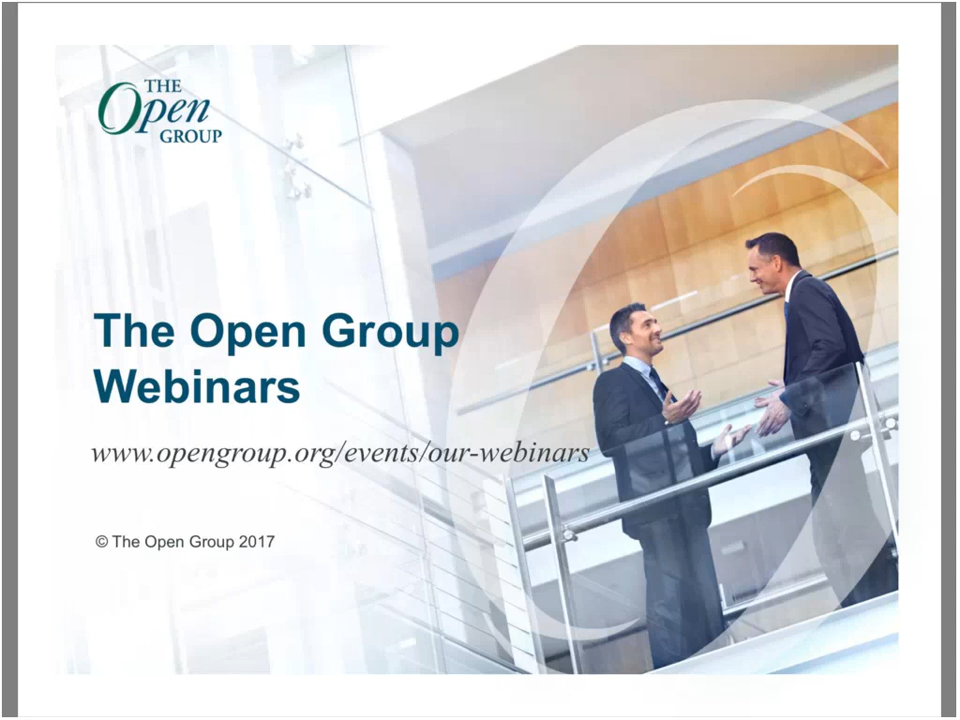 THE
Open
GROUP
The Open Group
Webinars
www.opengroup.org/events/our-webinars
© The Open Group 2017